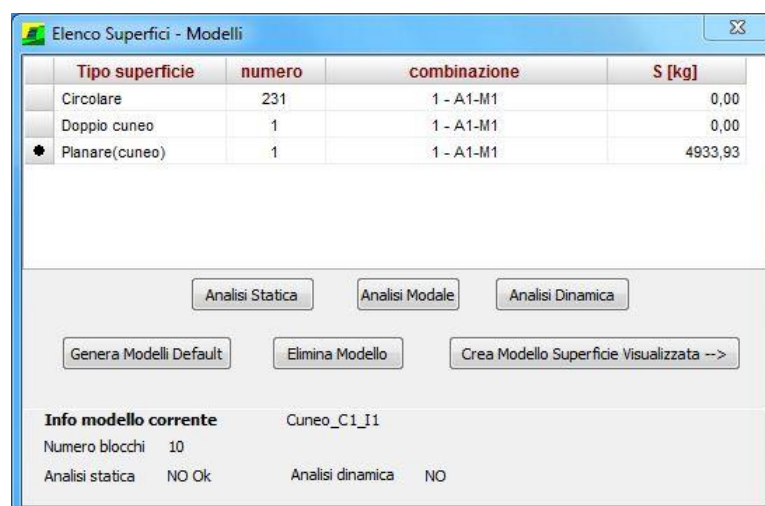 Elenco Superfici - Modelli
Tipo superficie numero combinazione S [kg]
Circolare 231 1 - A1-M1 0,00
Doppio cuneo 1 1 - A1-M1 0,00
Planare(cuneo) 1 1 - A1-M1 4933,93
Analisi Statica Analisi Modale Analisi Dinamica
Genera Modelli Default Elimina Modello Crea Modello Superficie Visualizzata -->
Info modello corrente Cuneo_C1_I1
Numero blocchi 10
Analisi statica NO Ok Analisi dinamica NO